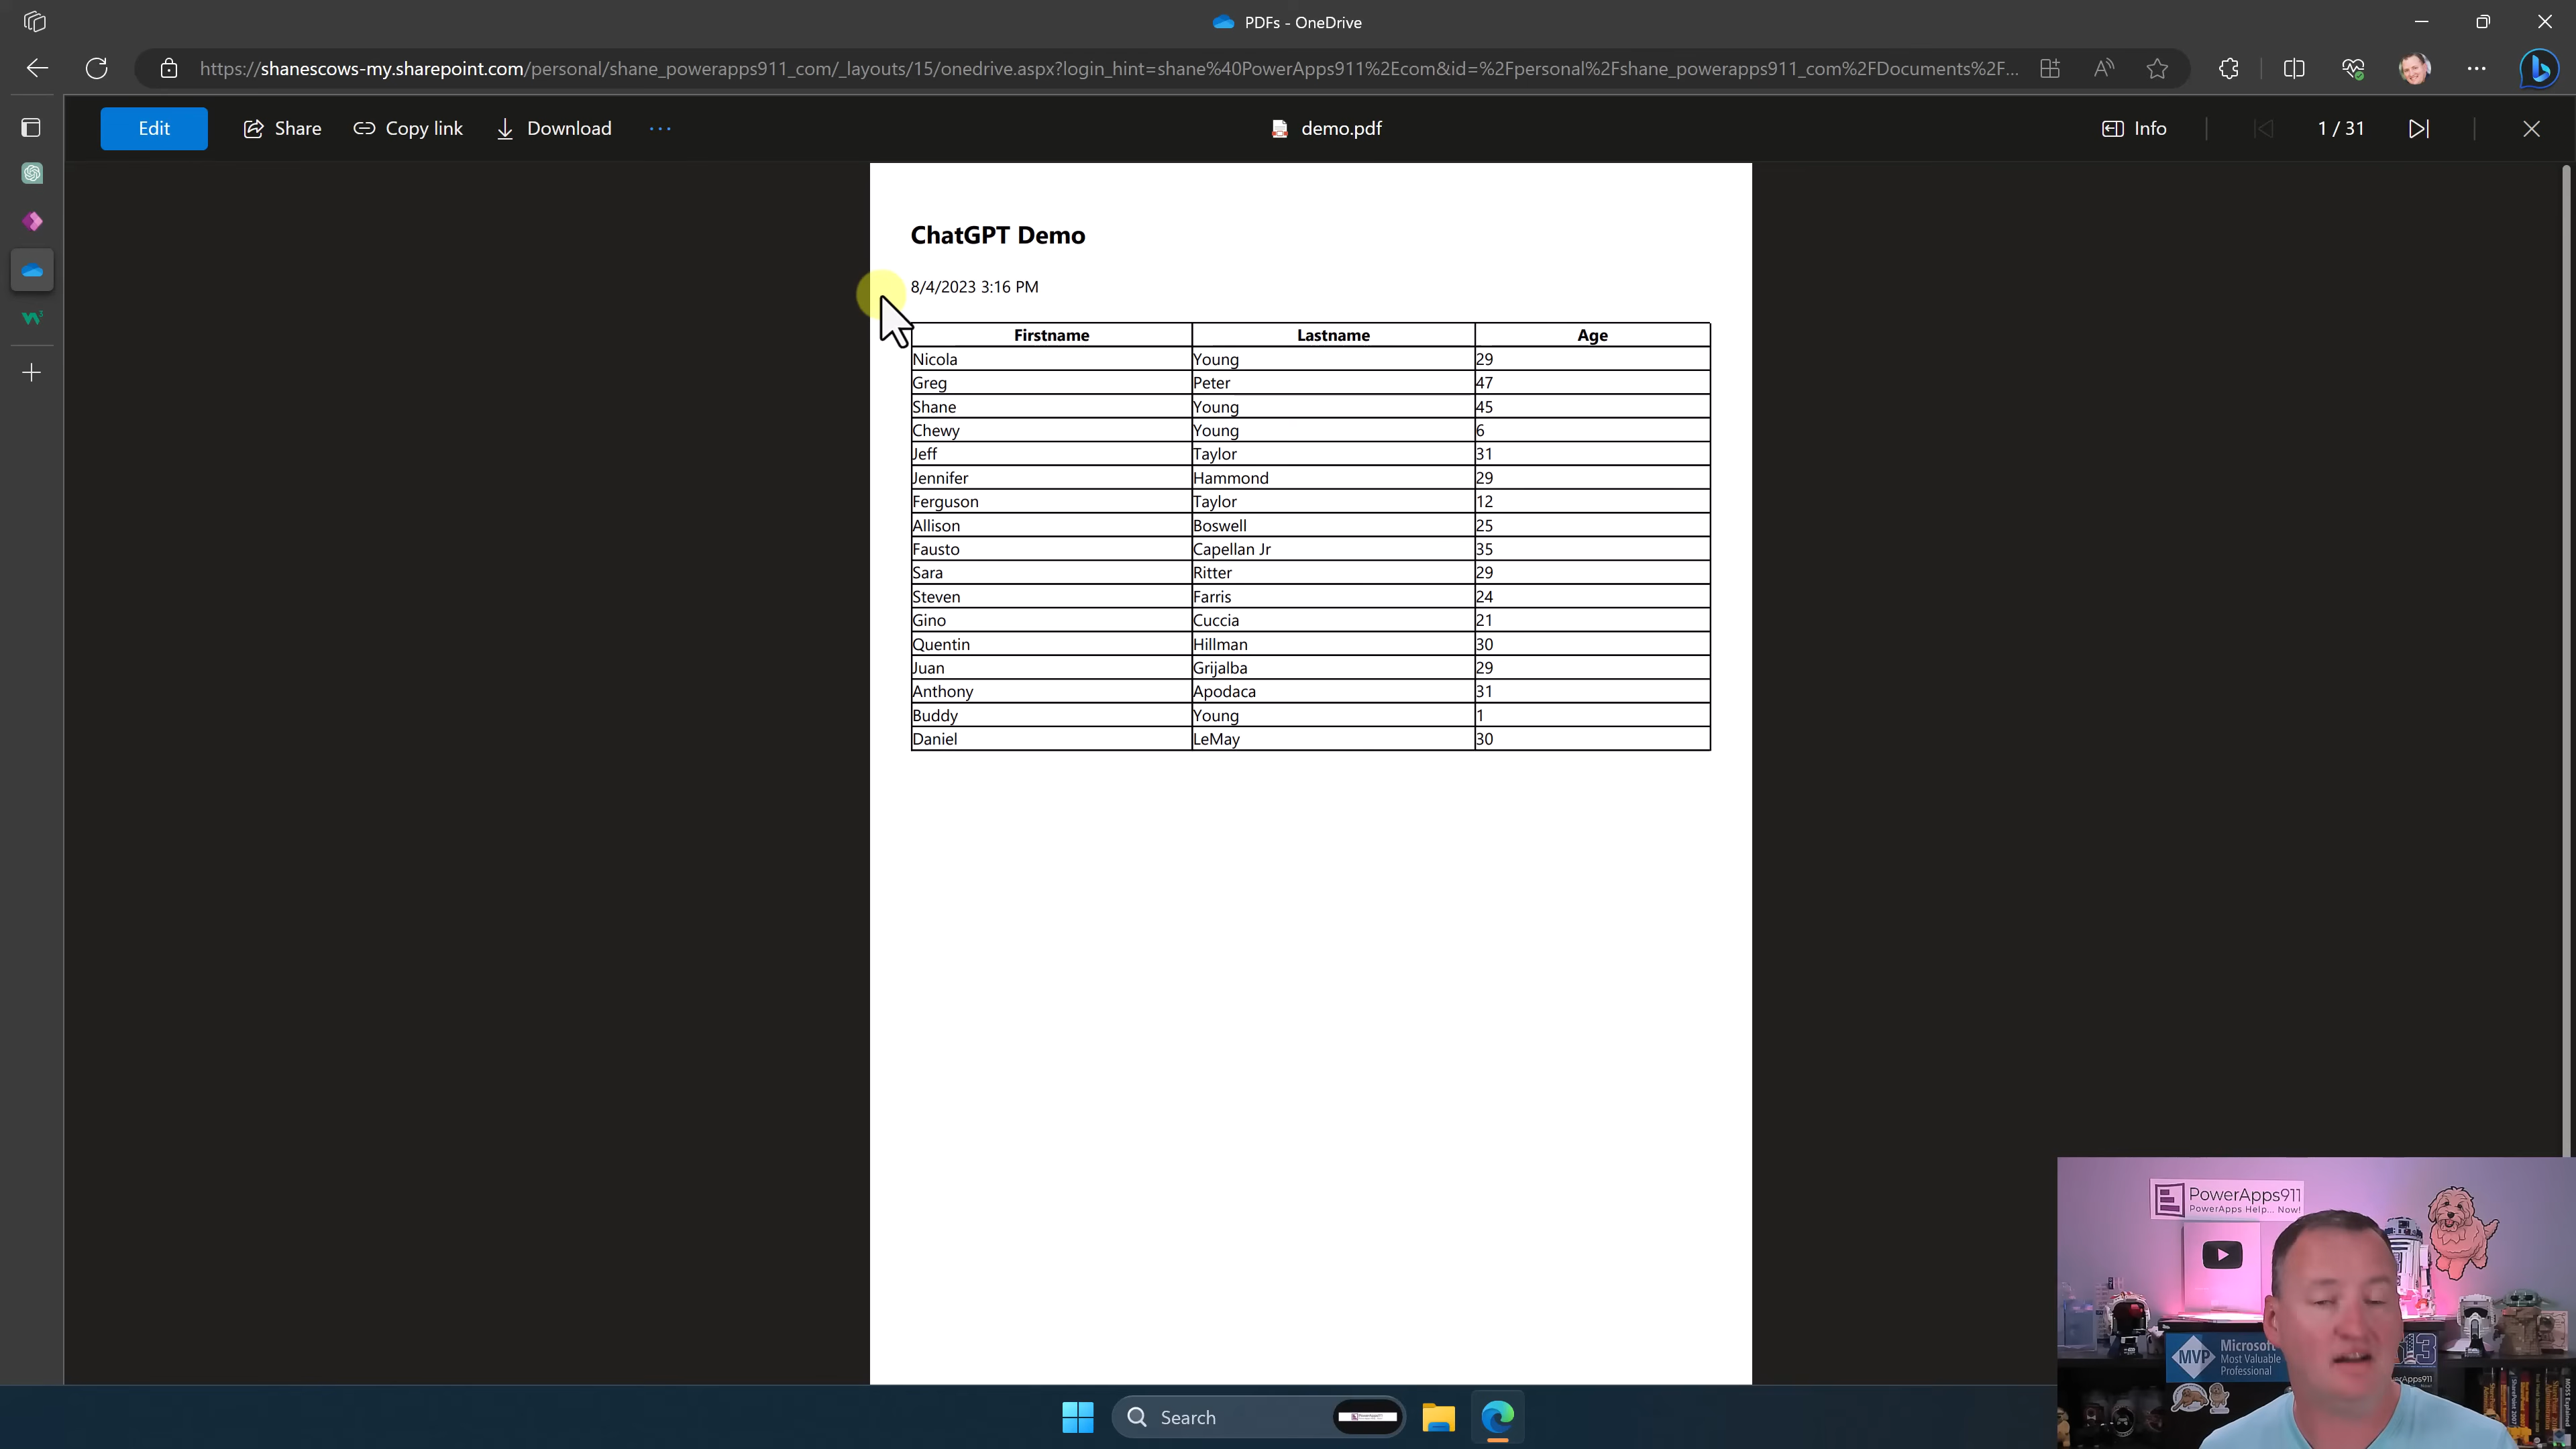 PDFs - OneDrive
https://shanescows-my.sharepoint.com/personal/shane_powerapps911_com/_layouts/15/onedrive.aspx?login_hint=shane%40PowerApps911%2Ecom&id=%2Fpersonal%2Fshane_powerapps911_com%2FDocuments%2F...
Edit Share Copy link Download ... demo.pdf Info 1 / 31
ChatGPT Demo
8/4/2023 3:16 PM
Firstname Lastname Age
Nicola Young 29
Greg Peter 47
Shane Young 45
Chewy Young 6
Jeff Taylor 31
Jennifer Hammond 29
Ferguson Taylor 12
Allison Boswell 25
Fausto Capellan Jr 35
Sara Ritter 29
Steven Farris 24
Gino Cuccia 21
Quentin Hillman 30
Juan Grijalba 29
Anthony Apodaca 31
Buddy Young 1
Daniel LeMay 30
PowerApps911
PowerApps Help... Now!
MVP
Microsoft
Most Valuable
Professional
Search